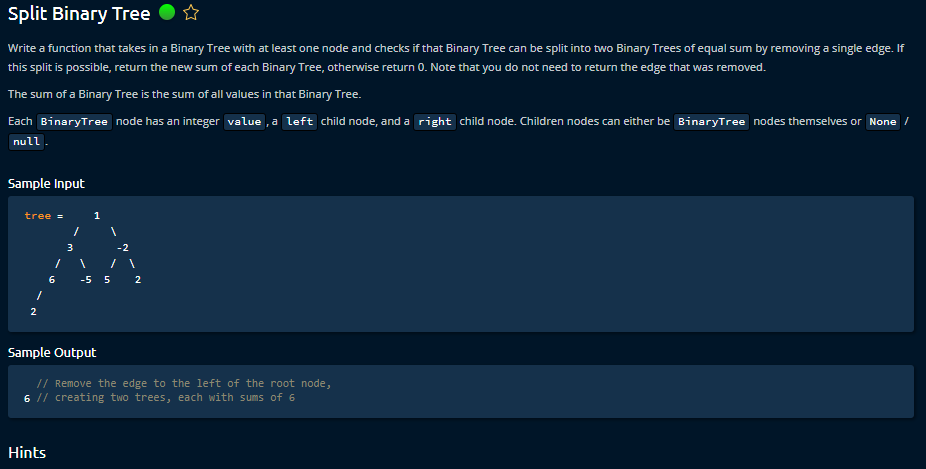 Split Binary Tree
Write a function that takes in a Binary Tree with at least one node and checks if that Binary Tree can be split into two Binary Trees of equal sum by removing a single edge. If
this split is possible, return the new sum of each Binary Tree, otherwise return 0. Note that you do not need to return the edge that was removed.
The sum of a Binary Tree is the sum of all values in that Binary Tree.
Each BinaryTree node has an integer value, a left child node, and a right child node. Children nodes can either be BinaryTree nodes themselves or None /
null.
Sample Input
tree =     1
        /     \
       3       -2
     /   \    /  \
    6    -5  5    2
  /
 2
Sample Output
// Remove the edge to the left of the root node,
6 // creating two trees, each with sums of 6
Hints